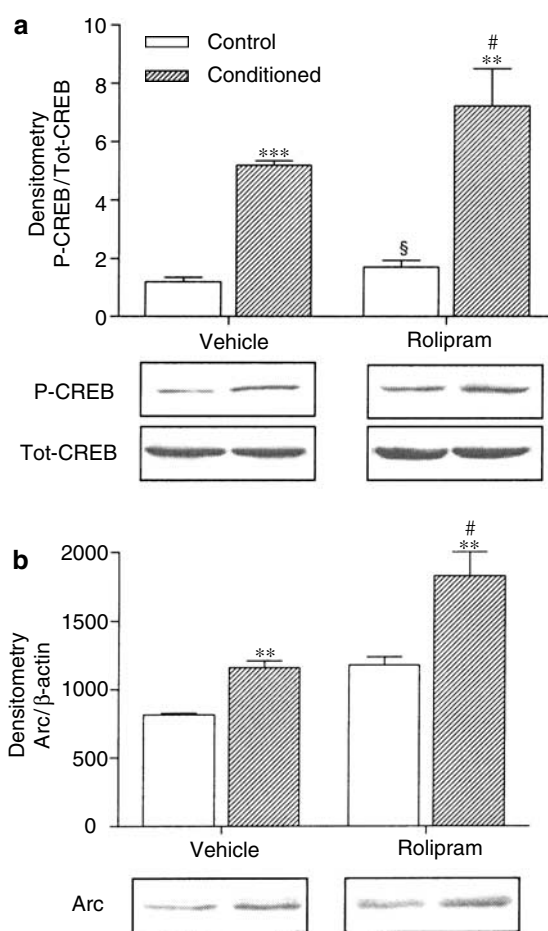 a
Densitometry
P-CREB/Tot-CREB
10
8
6
4
2
0
Control
Conditioned
***
§
#
**
Vehicle Rolipram
P-CREB
Tot-CREB
b
Densitometry
Arc/β-actin
2000
1500
1000
500
0
**
#
**
Vehicle Rolipram
Arc